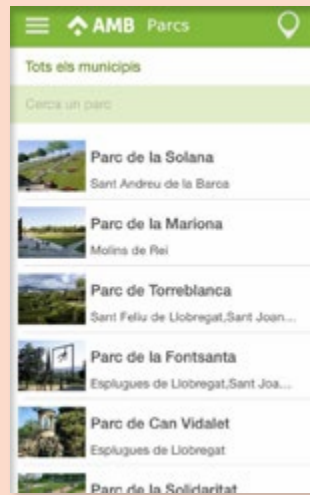 AMB Parcs
Tots els municipis
Cerca un parc
Parc de la Solana
Sant Andreu de la Barca
Parc de la Mariona
Molins de Rei
Parc de Torreblanca
Sant Feliu de Llobregat,Sant Joan...
Parc de la Fontsanta
Esplugues de Llobregat,Sant Joa...
Parc de Can Vidalet
Esplugues de Llobregat
Parc de la Solidaritat